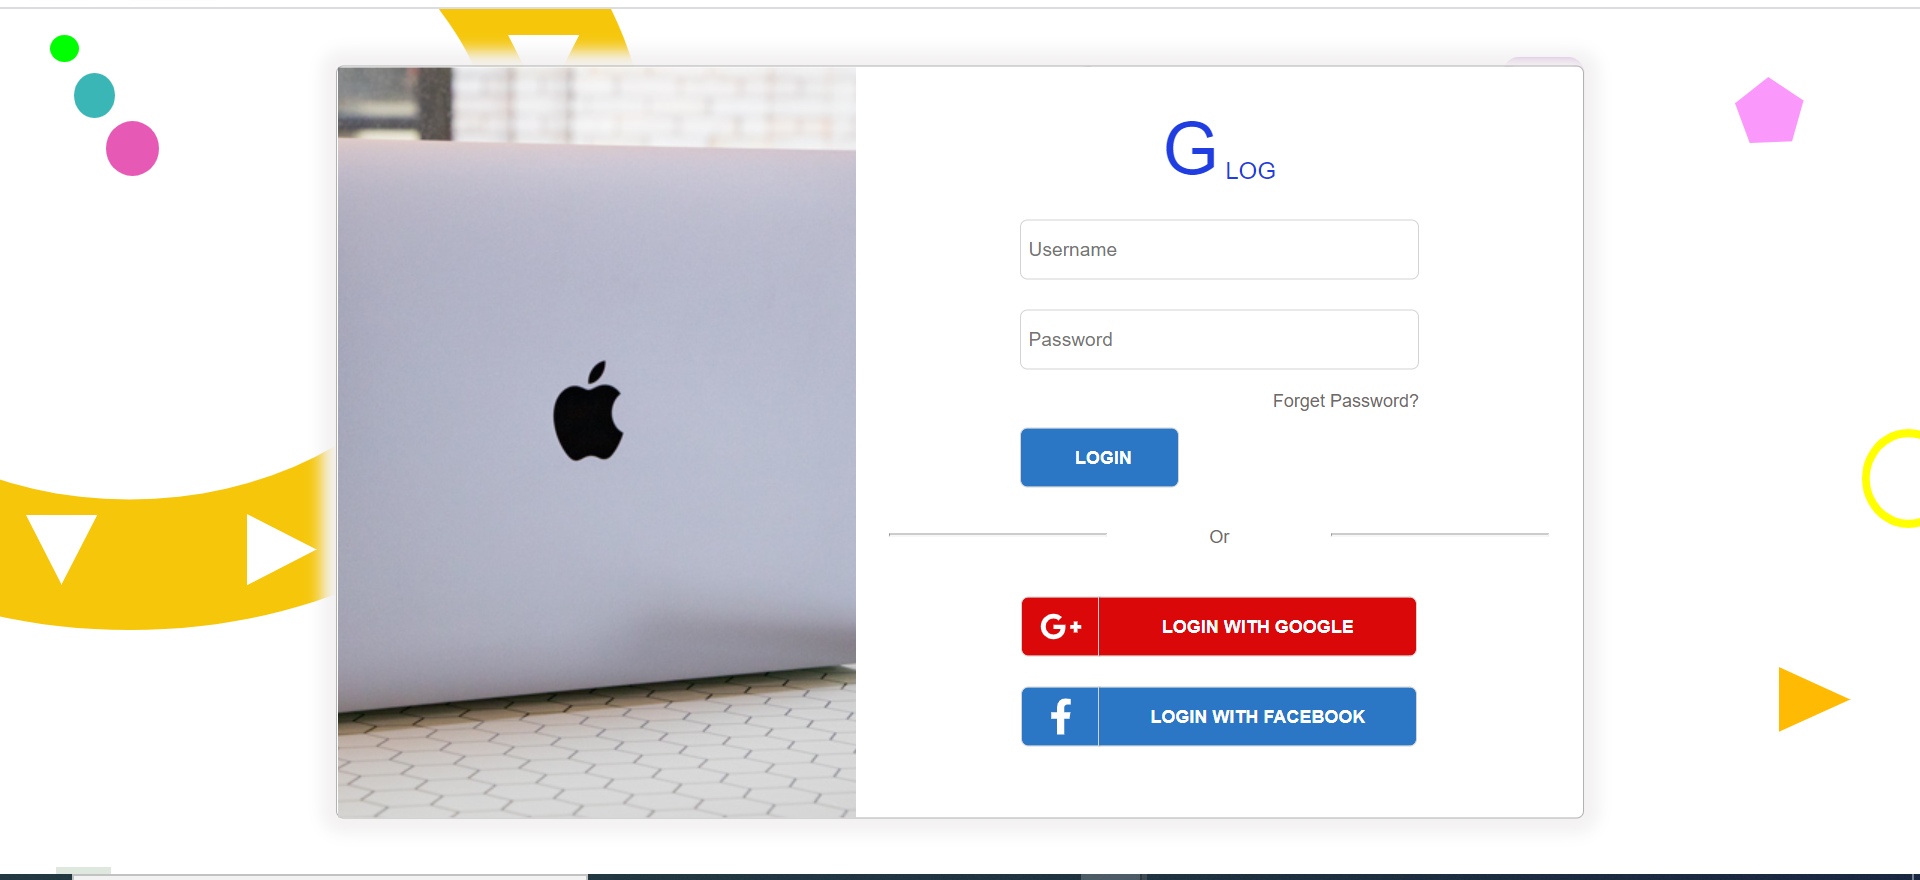 G LOG
Username
Password
Forget Password?
LOGIN
Or
G+ LOGIN WITH GOOGLE
f LOGIN WITH FACEBOOK